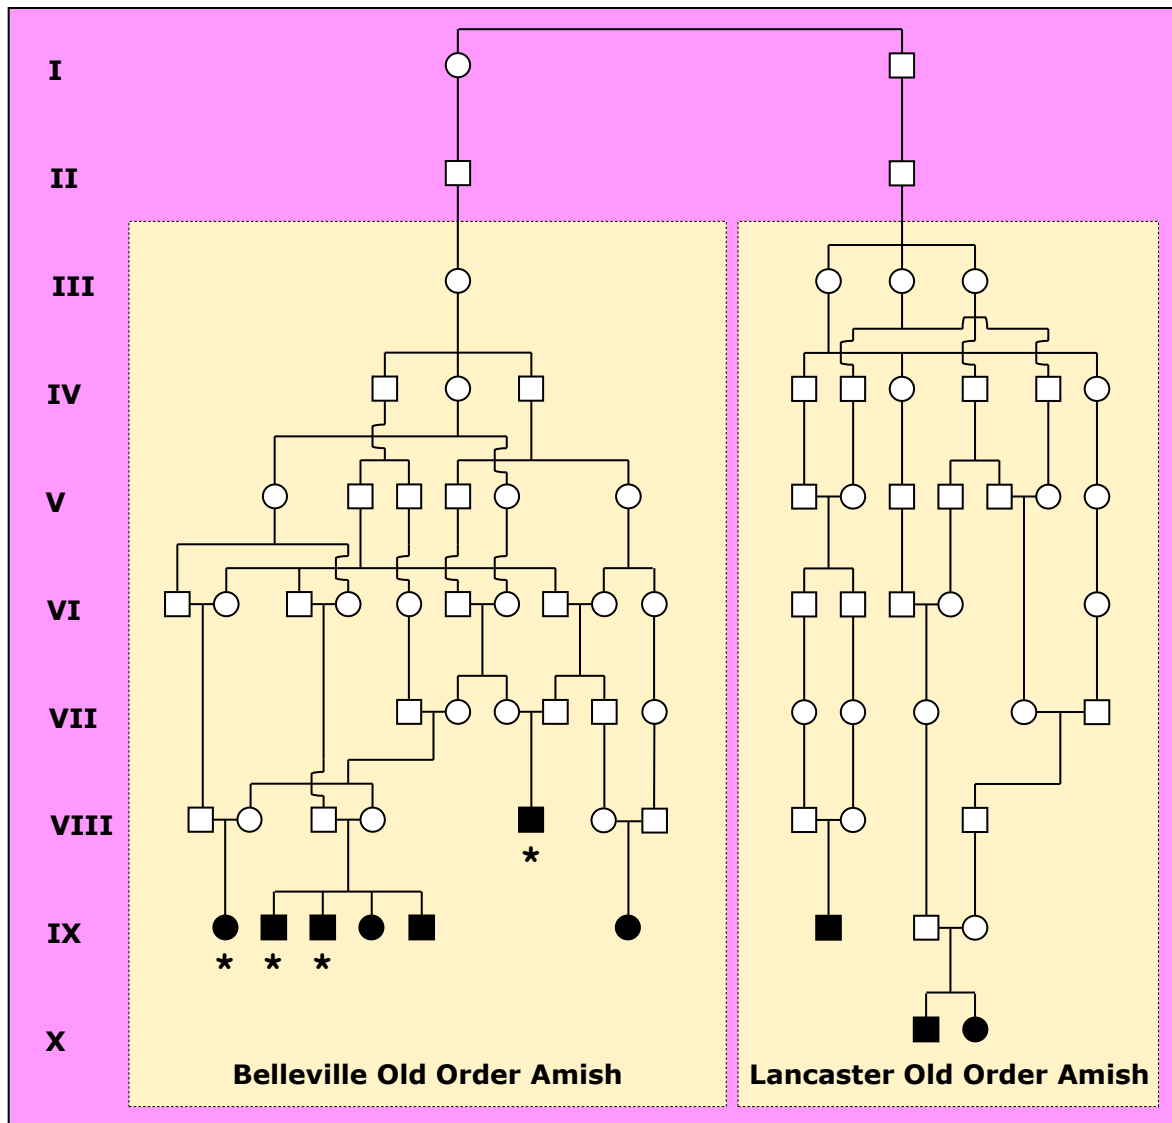 I
II
III
IV
V
VI
VII
VIII
*
IX
* * *
X
Belleville Old Order Amish Lancaster Old Order Amish